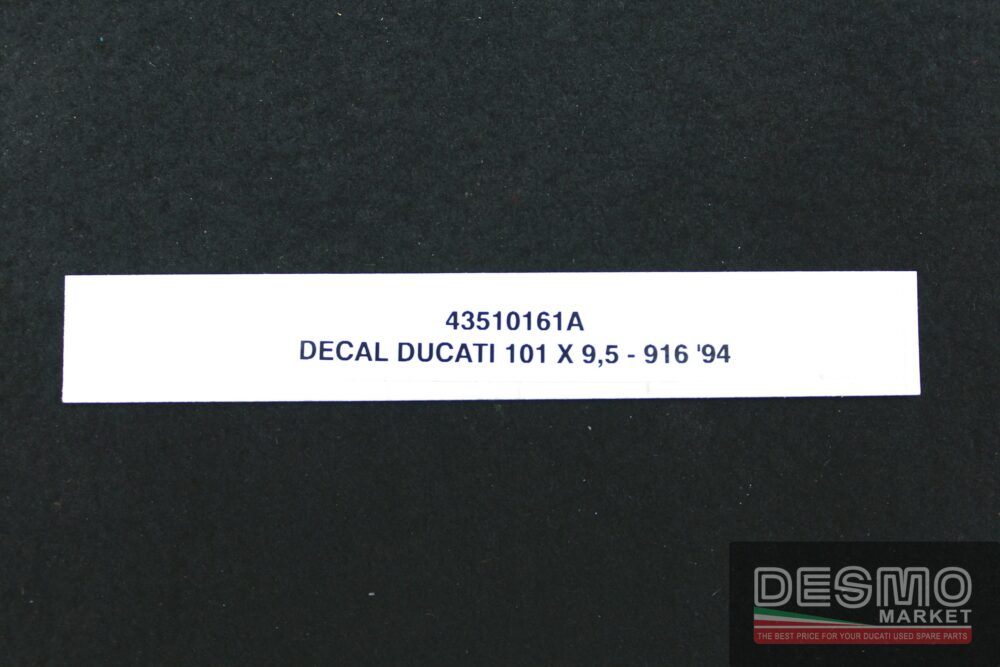 43510161A
DECAL DUCATI 101 X 9,5 - 916 '94
DESMO
MARKET
THE BEST PRICE FOR YOUR DUCATI USED SPARE PARTS